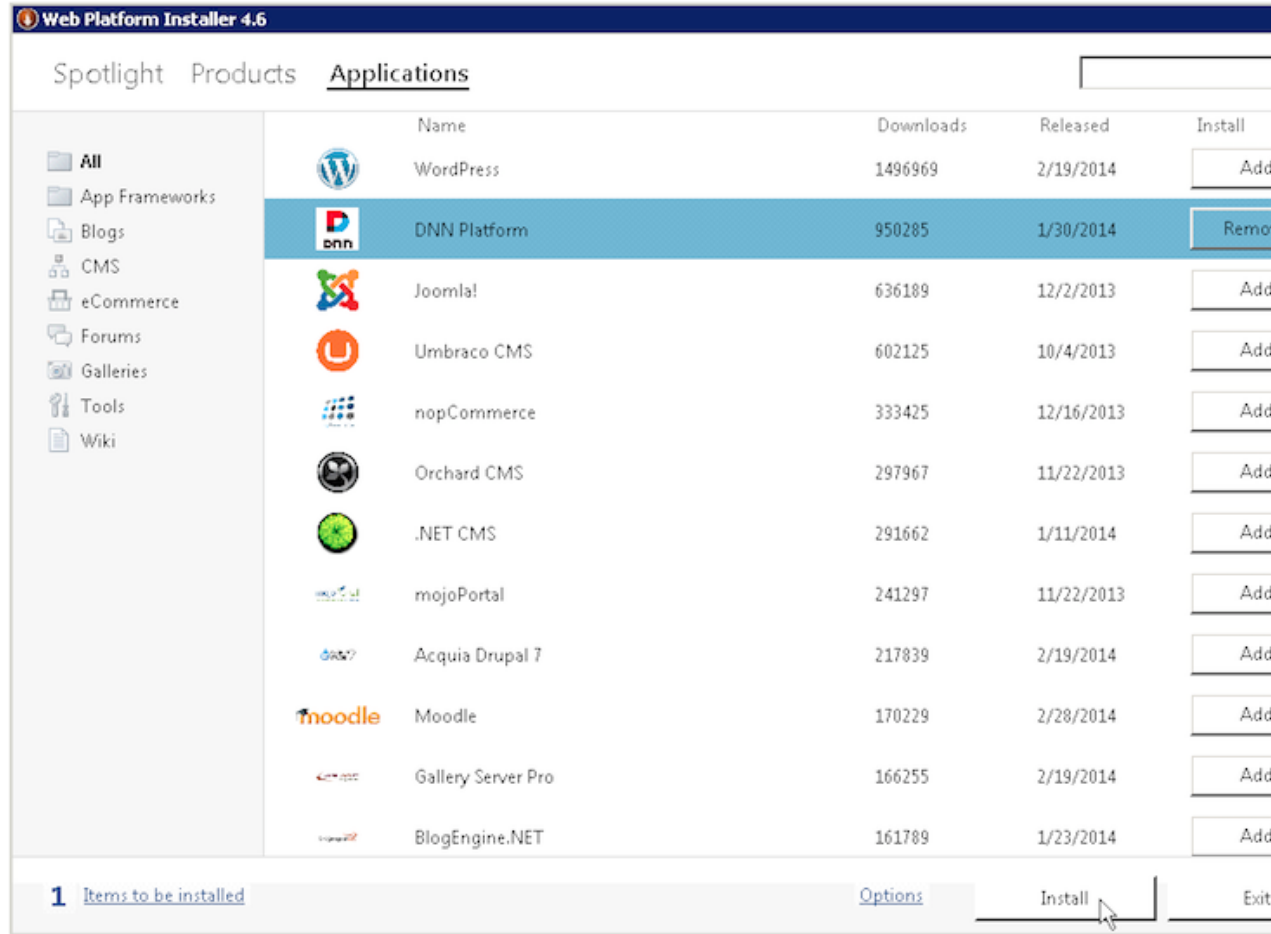 Web Platform Installer 4.6
Spotlight Products Applications
Name Downloads Released Install
All
App Frameworks
Blogs
CMS
eCommerce
Forums
Galleries
Tools
Wiki
WordPress 1496969 2/19/2014 Add
DNN DNN Platform 950285 1/30/2014 Remov
Joomla! 636189 12/2/2013 Add
Umbraco CMS 602125 10/4/2013 Add
nopCommerce 333425 12/16/2013 Add
Orchard CMS 297967 11/22/2013 Add
.NET CMS 291662 1/11/2014 Add
mojoPortal 241297 11/22/2013 Add
Acquia Drupal 7 217839 2/19/2014 Add
moodle Moodle 170229 2/28/2014 Add
Gallery Server Pro 166255 2/19/2014 Add
BlogEngine.NET 161789 1/23/2014 Add
1 Items to be installed Options Install Exit